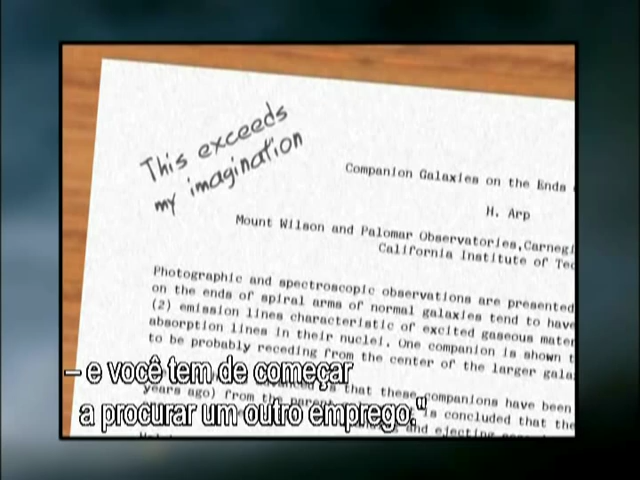 This exceeds
my imagination
Companion Galaxies on the Ends
H. Arp
Mount Wilson and Palomar Observatories, Carnegi
California Institute of Tec
Photographic and spectroscopic observations are presented
on the ends of spiral arms of normal galaxies tend to have
(2) emission lines characteristic of excited gaseous mater
absorption lines in their nuclei. One companion is shown t
to be probably receding from the center of the larger gala
– e você tem de começar
a procurar um outro emprego."
s that these companions have been
years ago) from the
is concluded that the
and ejecting